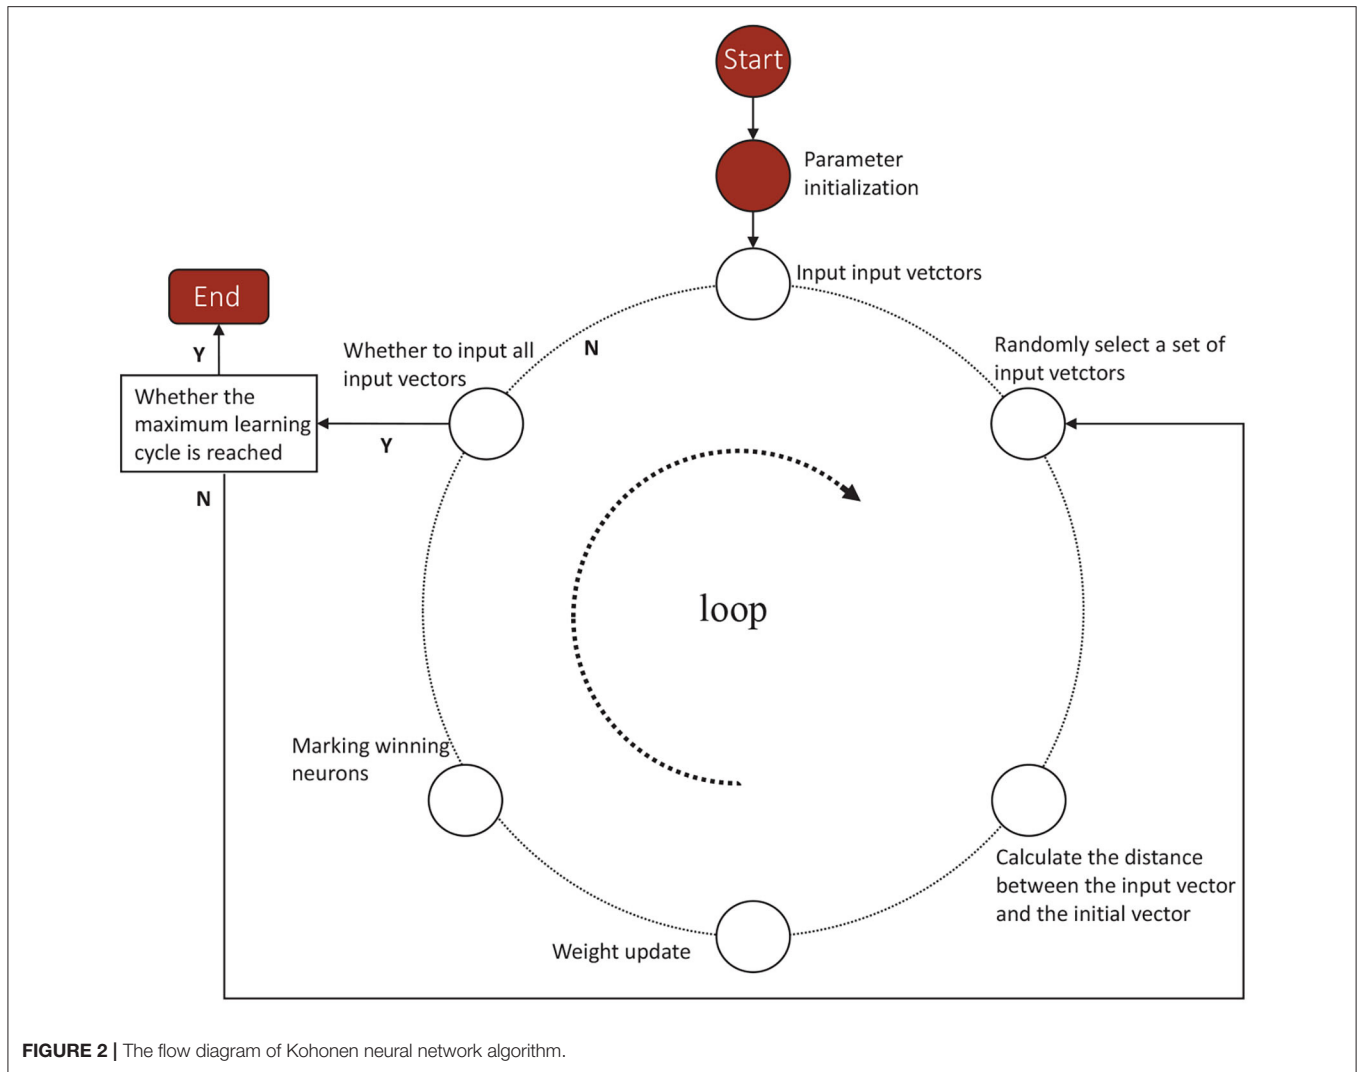 Start
Parameter
initialization
Input input vetctors
Randomly select a set of
input vetctors
End
Y
N
Whether to input all
input vectors
Whether the
maximum learning
cycle is reached
Y
N
loop
Marking winning
neurons
Calculate the distance
between the input vector
and the initial vector
Weight update
FIGURE 2 | The flow diagram of Kohonen neural network algorithm.